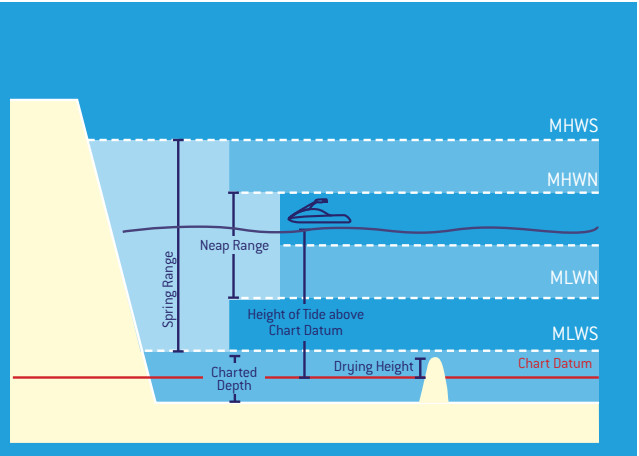 MHWS
MHWN
Neap Range
Spring Range
MLWN
Height of Tide above
Chart Datum
MLWS
Drying Height
Chart Datum
Charted
Depth